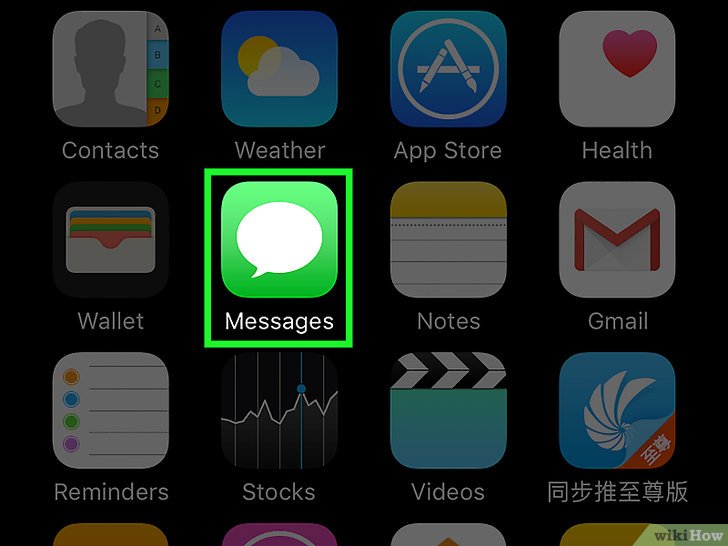 A
B
C
D
Contacts
Weather
App Store
Health
Wallet
Messages
Notes
Gmail
至尊
Reminders
Stocks
Videos
同步推至尊版
wikiHow